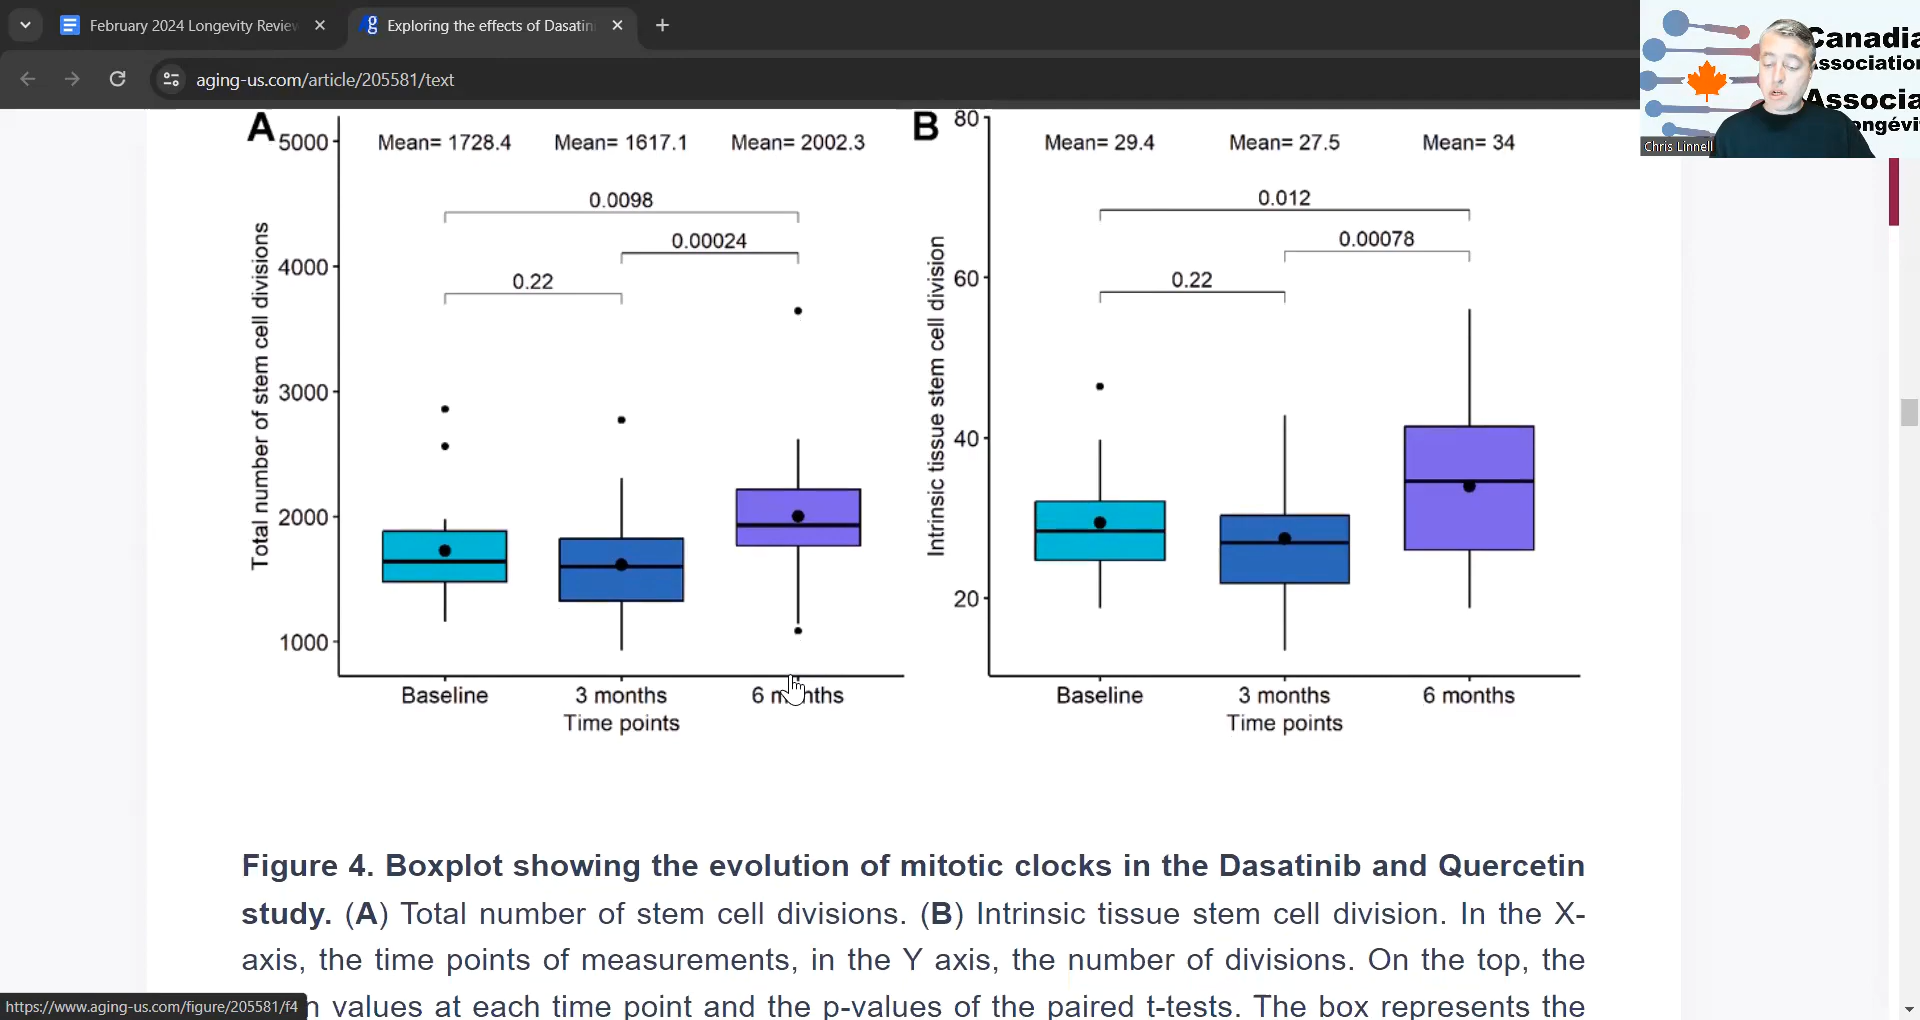 February 2024 Longevity Review
Exploring the effects of Dasatini
aging-us.com/article/205581/text
Canadia
Association
Associa
ongévi
Chris Linnell
A
5000
4000
3000
2000
1000
Total number of stem cell divisions
Mean= 1728.4
Mean= 1617.1
Mean= 2002.3
0.0098
0.00024
0.22
Baseline
3 months
6 m nths
Time points
B
80
60
40
20
Intrinsic tissue stem cell division
Mean= 29.4
Mean= 27.5
Mean= 34
0.012
0.00078
0.22
Baseline
3 months
6 months
Time points
Figure 4. Boxplot showing the evolution of mitotic clocks in the Dasatinib and Quercetin
study. (A) Total number of stem cell divisions. (B) Intrinsic tissue stem cell division. In the X-
axis, the time points of measurements, in the Y axis, the number of divisions. On the top, the
n values at each time point and the p-values of the paired t-tests. The box represents the
https://www.aging-us.com/figure/205581/f4